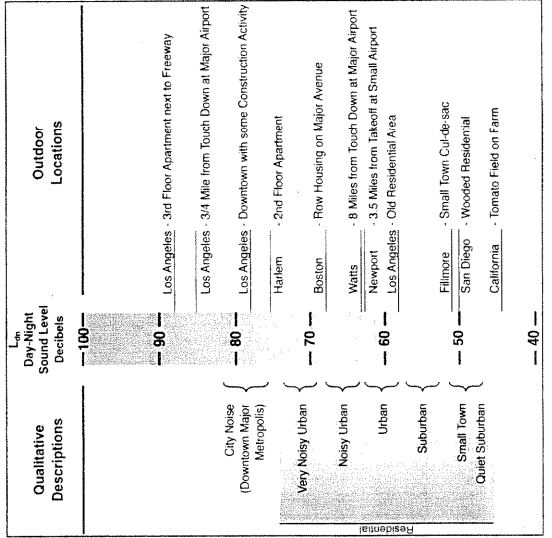 Qualitative
Descriptions
Ldn
Day-Night
Sound Level
Decibels
Outdoor
Locations
100
90
80
70
60
50
40
City Noise
(Downtown Major
Metropolis)
Very Noisy Urban
Noisy Urban
Urban
Suburban
Small Town
Quiet Suburban
Residential
Los Angeles - 3rd Floor Apartment next to Freeway
Los Angeles - 3/4 Mile from Touch Down at Major Airport
Los Angeles - Downtown with some Construction Activity
Harlem - 2nd Floor Apartment
Boston - Row Housing on Major Avenue
Watts - 8 Miles from Touch Down at Major Airport
Newport - 3.5 Miles from Takeoff at Small Airport
Los Angeles - Old Residential Area
Fillmore - Small Town Cul-de-sac
San Diego - Wooded Residential
California - Tomato Field on Farm